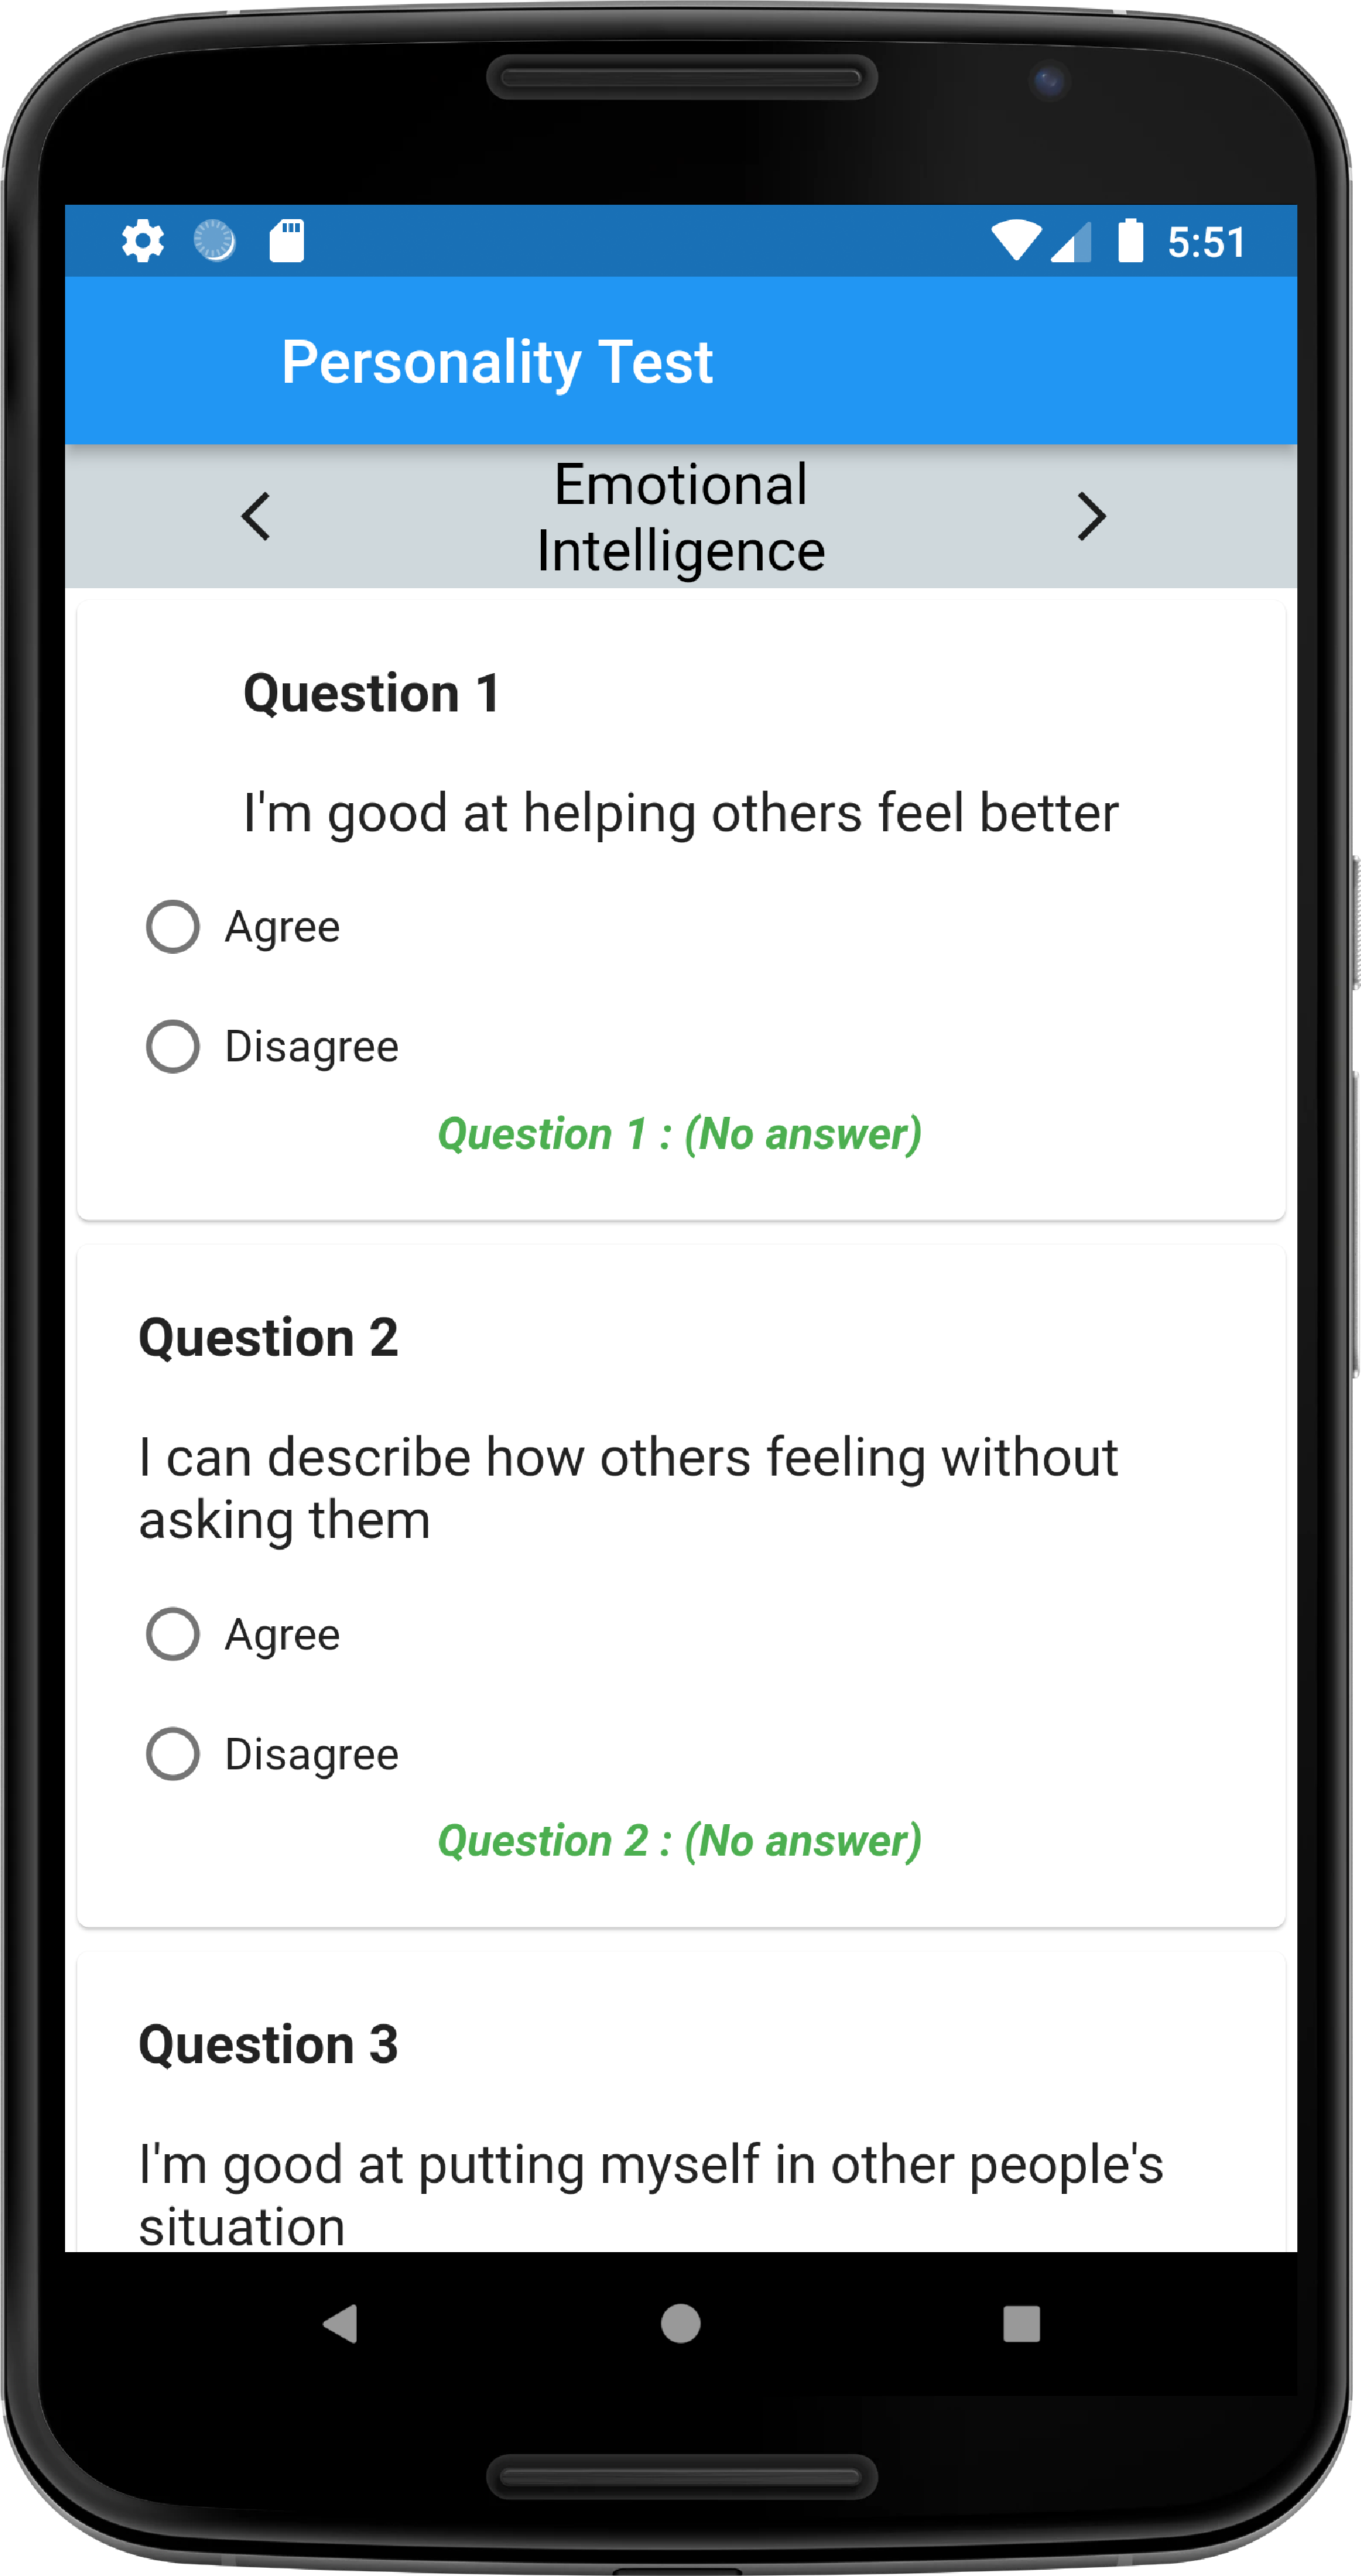 5:51
Personality Test
Emotional
Intelligence
Question 1
I'm good at helping others feel better
Agree
Disagree
Question 1 : (No answer)
Question 2
I can describe how others feeling without
asking them
Agree
Disagree
Question 2 : (No answer)
Question 3
I'm good at putting myself in other people's
situation